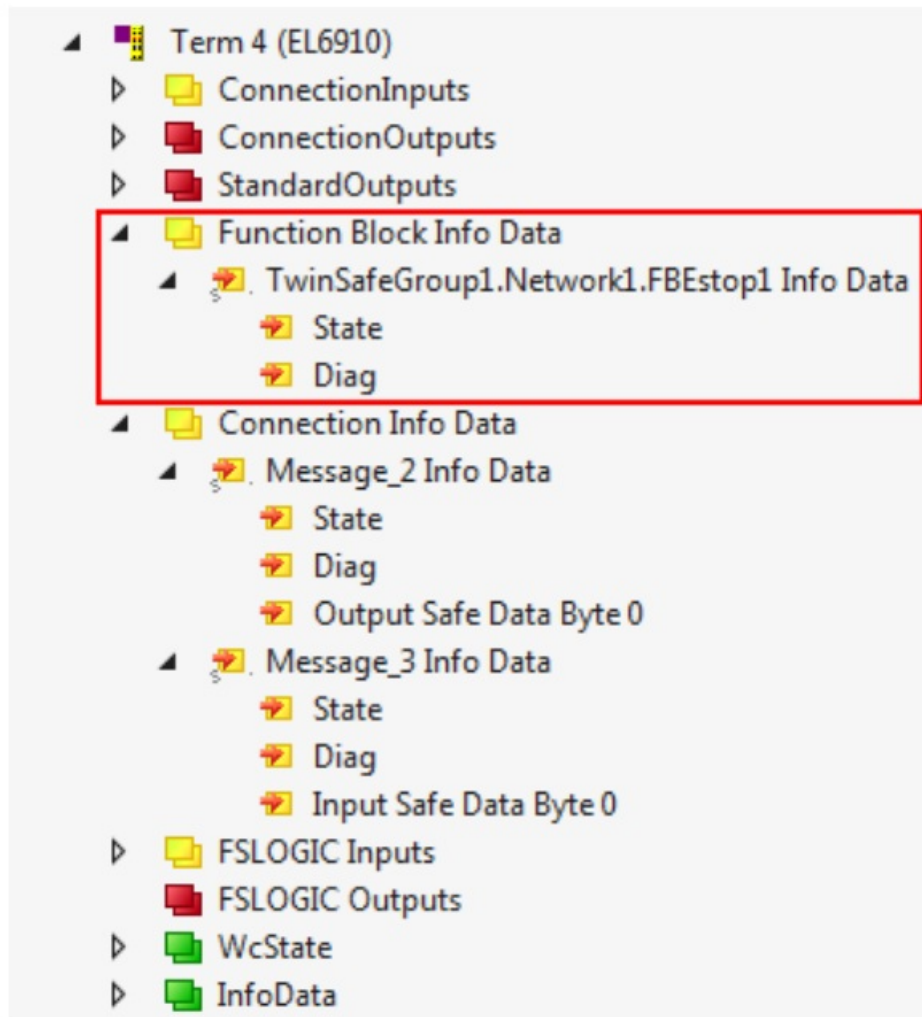 Term 4 (EL6910)
ConnectionInputs
ConnectionOutputs
StandardOutputs
Function Block Info Data
TwinSafeGroup1.Network1.FBEstop1 Info Data
State
Diag
Connection Info Data
Message_2 Info Data
State
Diag
Output Safe Data Byte 0
Message_3 Info Data
State
Diag
Input Safe Data Byte 0
FSLOGIC Inputs
FSLOGIC Outputs
WcState
InfoData